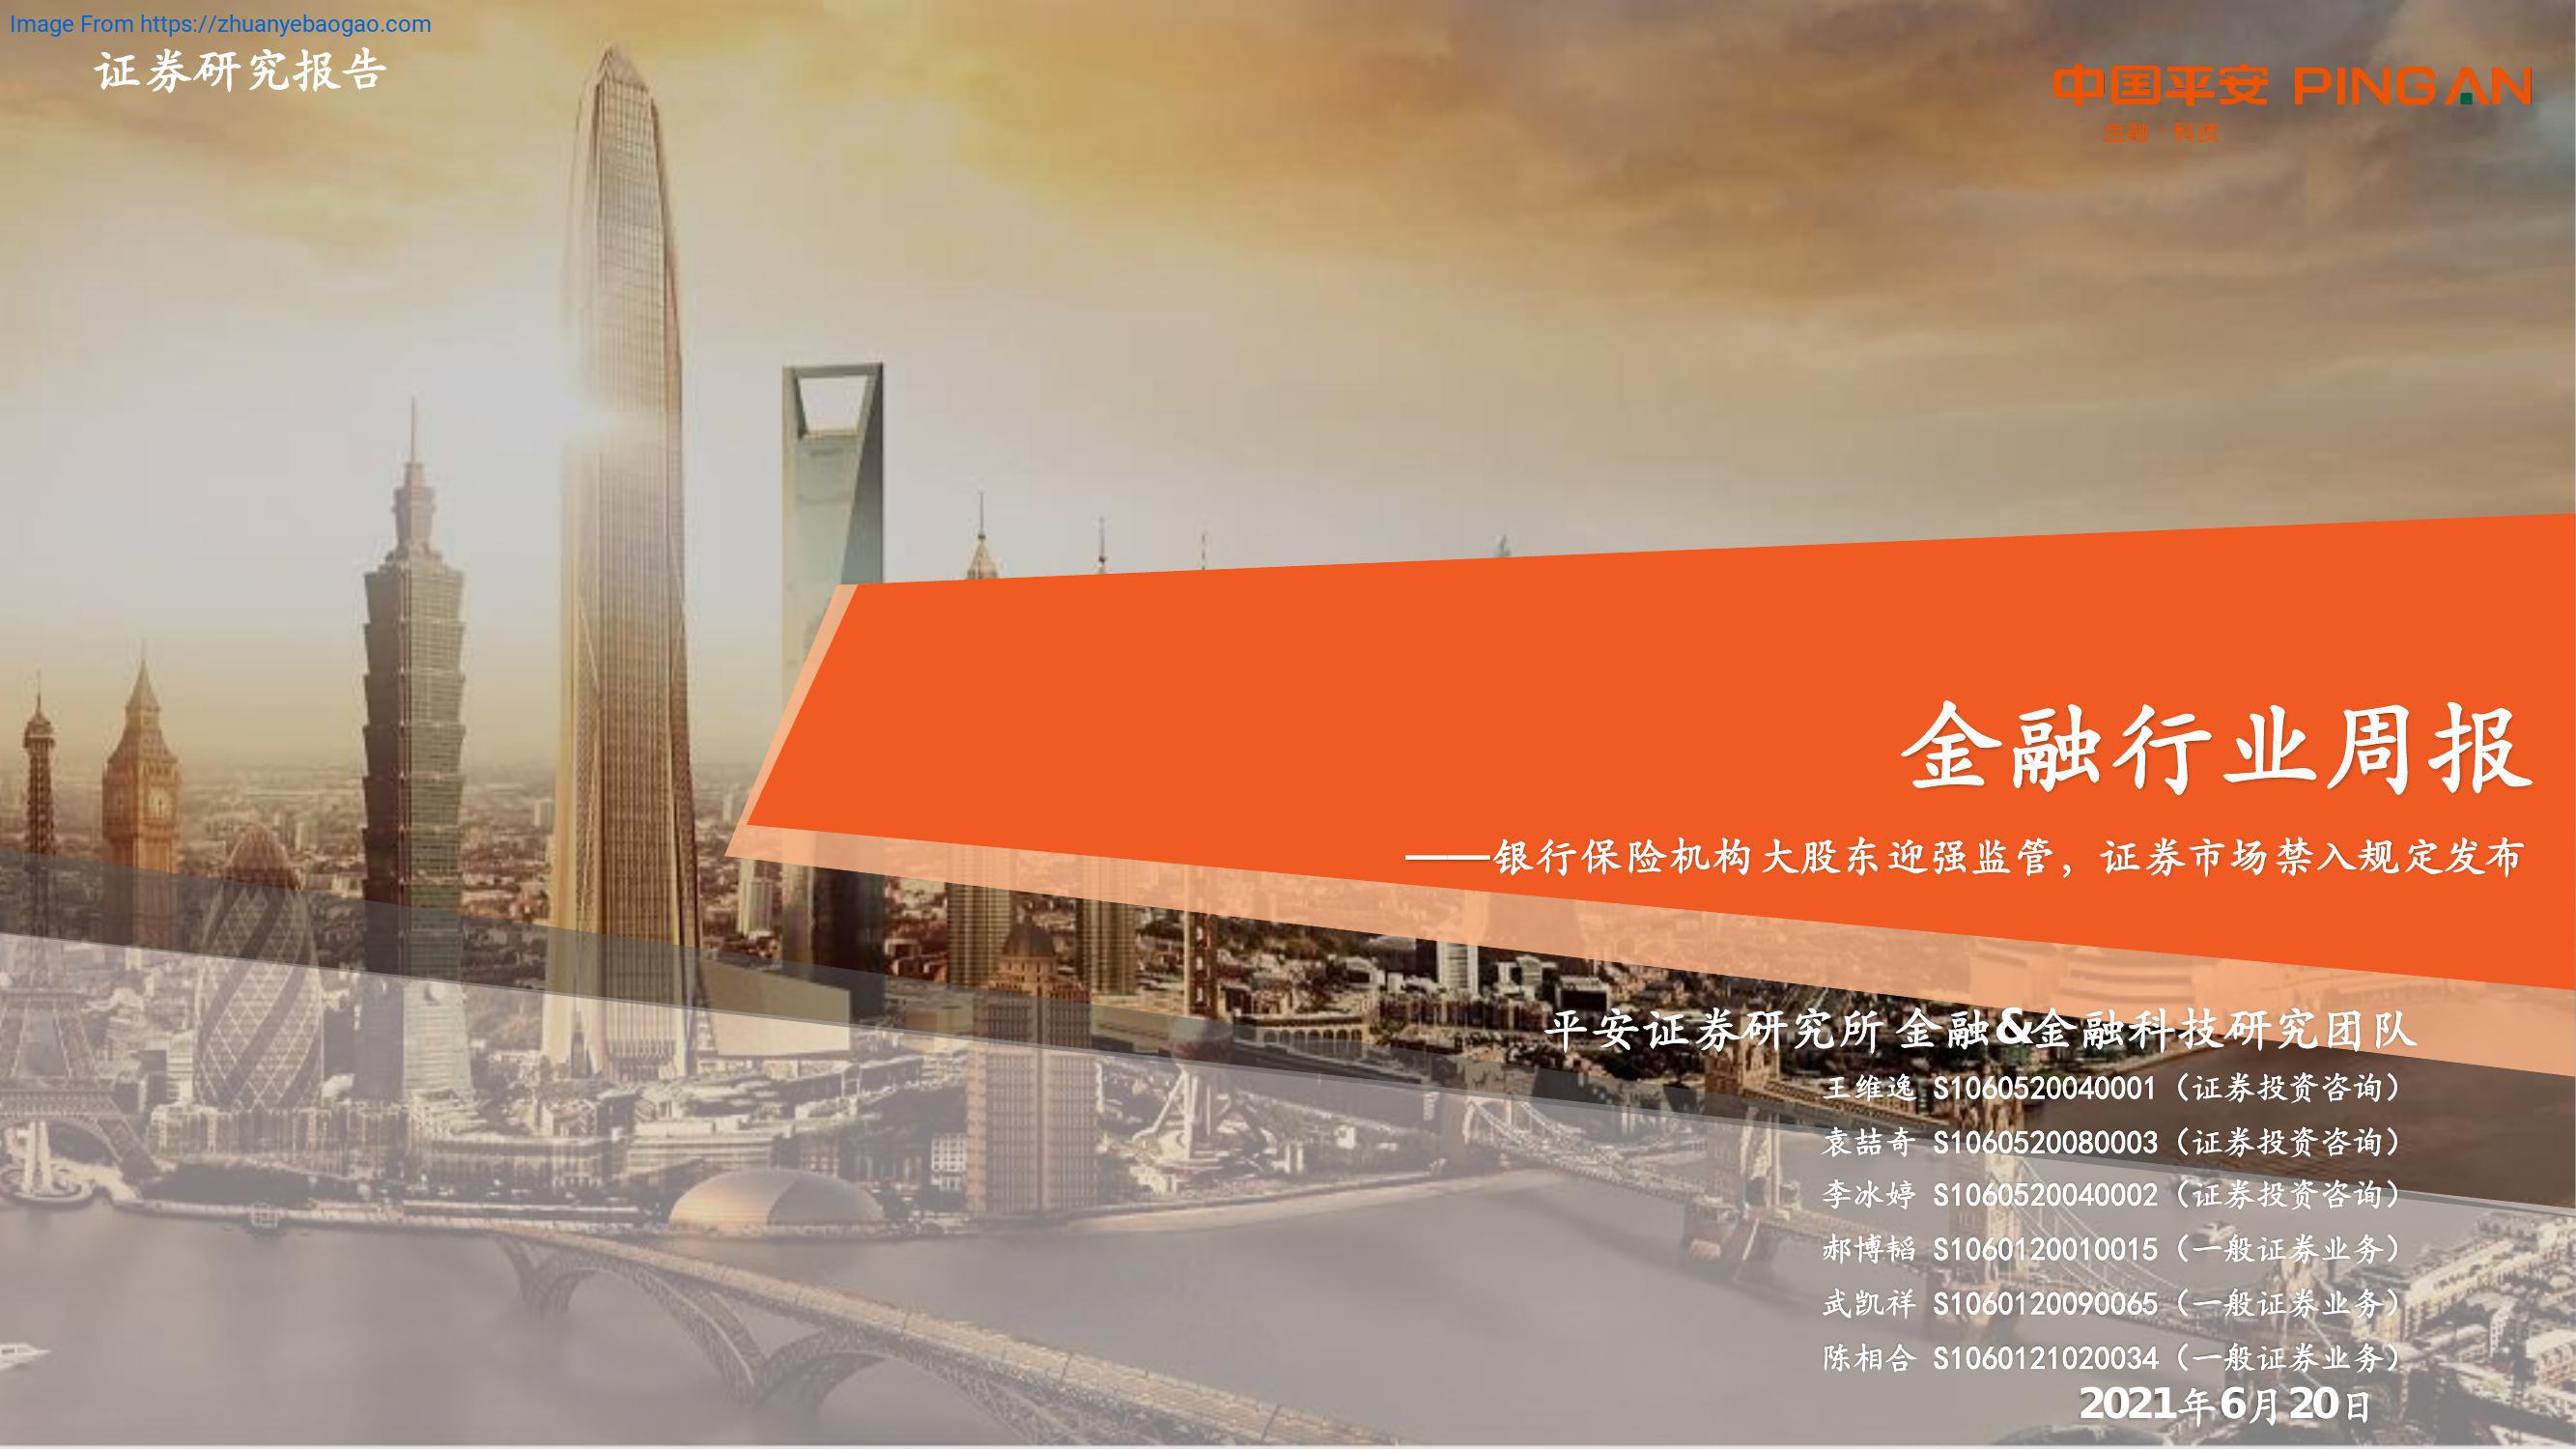 Image From https://zhuanyebaogao.com
证券研究报告
中国平安 PINGAN
金融·科技
金融行业周报
——银行保险机构大股东迎强监管，证券市场禁入规定发布
平安证券研究所 金融&金融科技研究团队
王维逸 S1060520040001（证券投资咨询）
袁喆奇 S1060520080003（证券投资咨询）
李冰婷 S1060520040002（证券投资咨询）
郝博韬 S1060120010015（一般证券业务）
武凯祥 S1060120090065（一般证券业务）
陈相合 S1060121020034（一般证券业务）
2021年6月20日